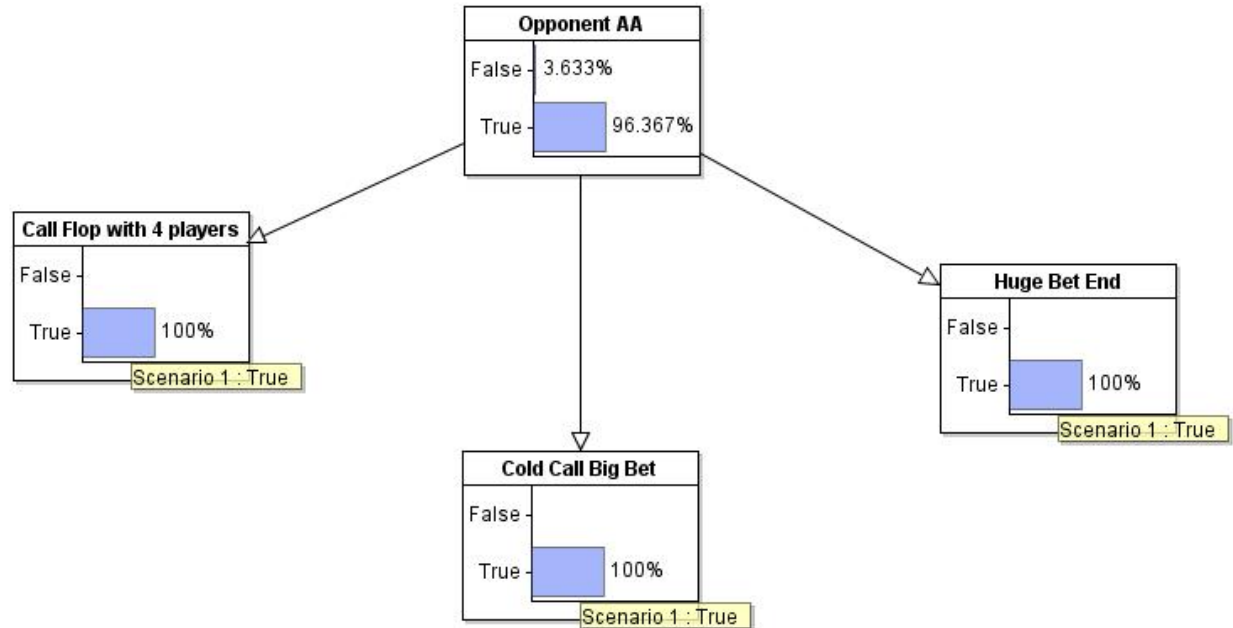 Opponent AA
False
3.633%
True
96.367%
Call Flop with 4 players
False
True
100%
Scenario 1 : True
Huge Bet End
False
True
100%
Scenario 1 : True
Cold Call Big Bet
False
True
100%
Scenario 1 : True